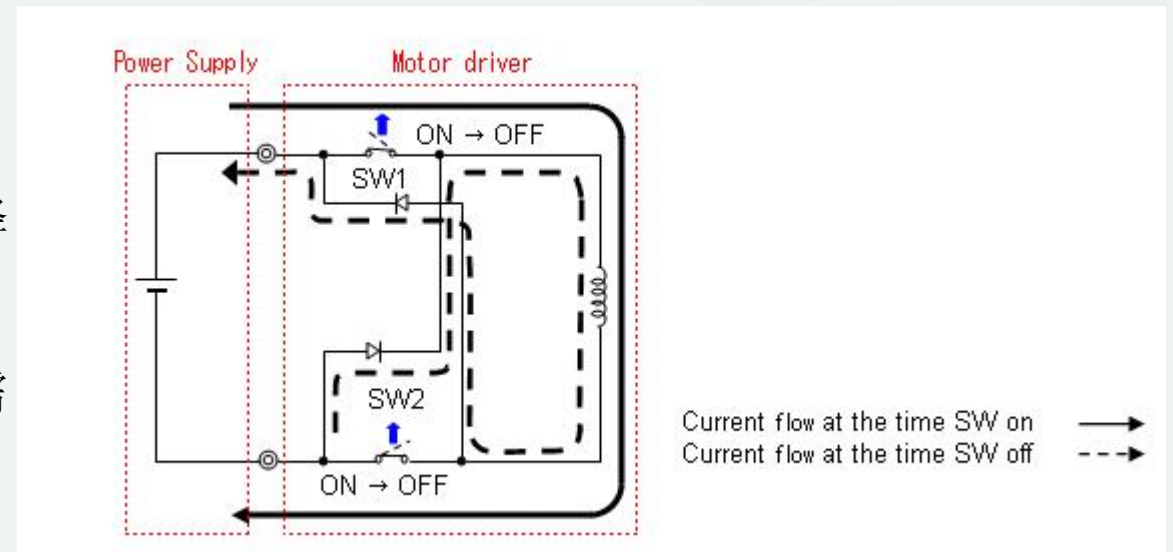 Power Supply
Motor driver
ON → OFF
SW1
SW2
ON → OFF
Current flow at the time SW on
Current flow at the time SW off